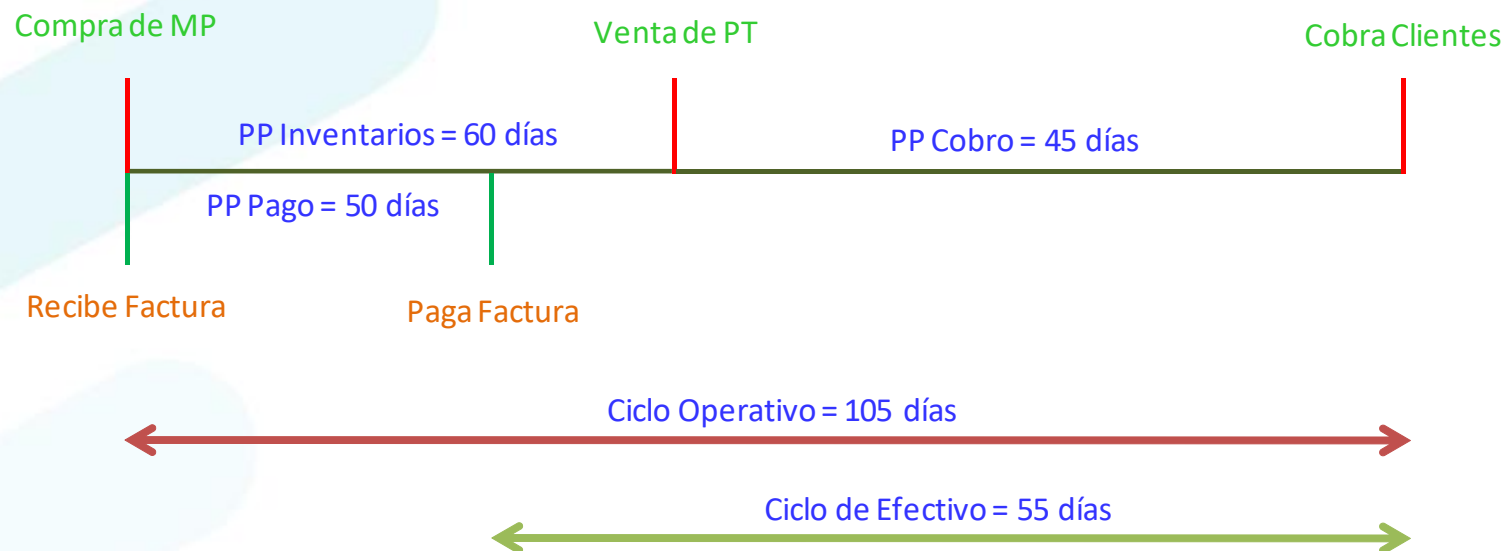 Compra de MP
Venta de PT
Cobra Clientes
PP Inventarios = 60 días
PP Cobro = 45 días
PP Pago = 50 días
Recibe Factura
Paga Factura
Ciclo Operativo = 105 días
Ciclo de Efectivo = 55 días